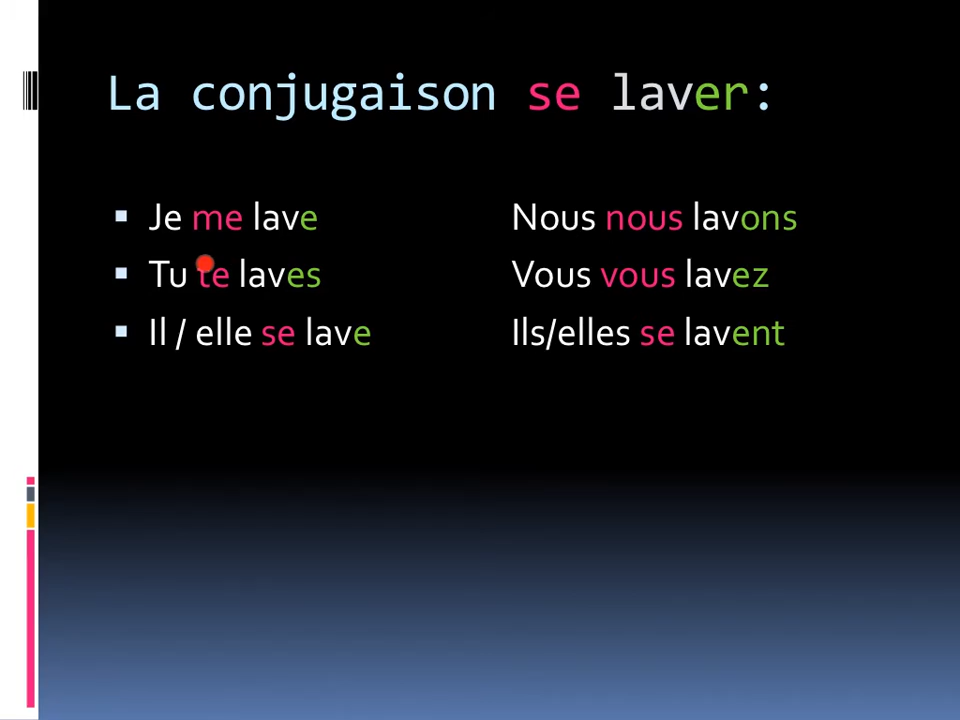 La conjugaison se laver:
Je me lave
Tu te laves
Il / elle se lave
Nous nous lavons
Vous vous lavez
Ils/elles se lavent